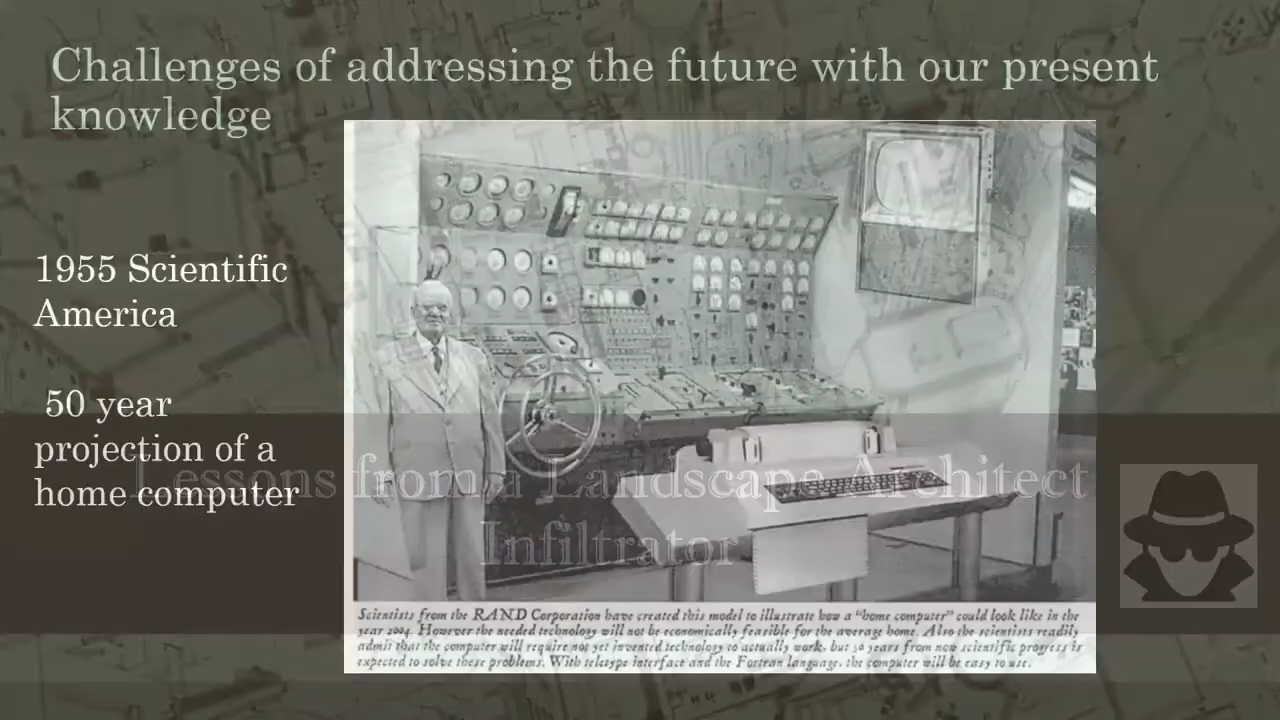 Challenges of addressing the future with our present
knowledge
1955 Scientific
America
50 year
projection of a
home computer
Lessons from a Landscape Architect
Infiltrator
Scientists from the RAND Corporation have created this model to illustrate how a "home computer" could look like in the
year 2004. However the needed technology will not be economically feasible for the average home. Also the scientists readily
admit that the computer will require not yet invented technology to actually work, but 50 years from now scientific progress is
expected to solve these problems. With teletype interface and the Fortran language, the computer will be easy to use.